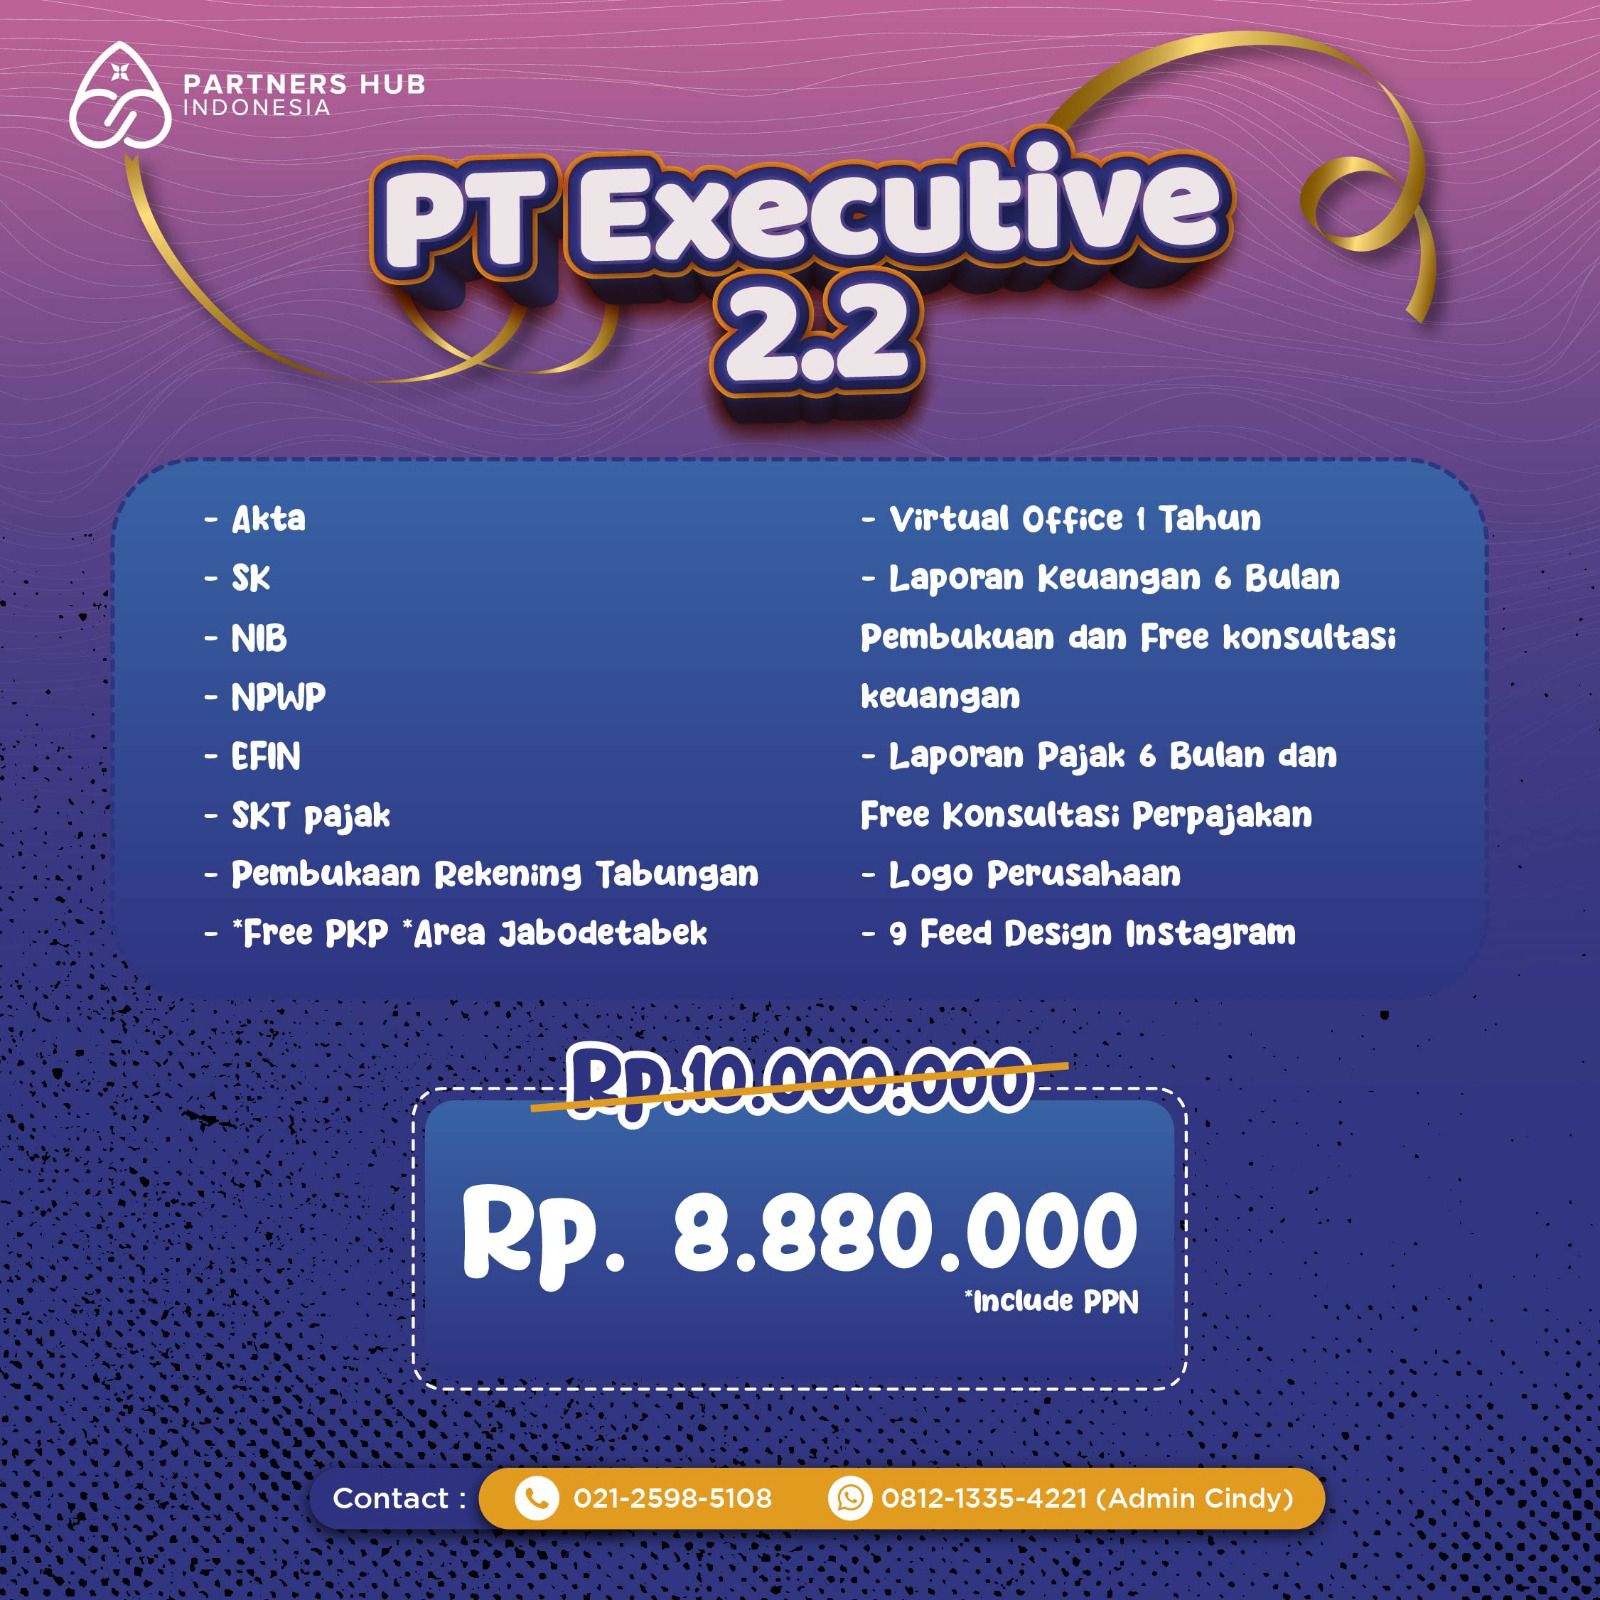 PARTNERS HUB
INDONESIA
PT Executive
2.2
- Akta
- SK
- NIB
- NPWP
- EFIN
- SKT pajak
- Pembukaan Rekening Tabungan
- *Free PKP *Area Jabodetabek
- Virtual Office 1 Tahun
- Laporan Keuangan 6 Bulan
Pembukuan dan Free konsultasi
keuangan
- Laporan Pajak 6 Bulan dan
Free Konsultasi Perpajakan
- Logo Perusahaan
- 9 Feed Design Instagram
Rp.10.000.000
Rp. 8.880.000
*Include PPN
Contact : 021-2598-5108 0812-1335-4221 (Admin Cindy)